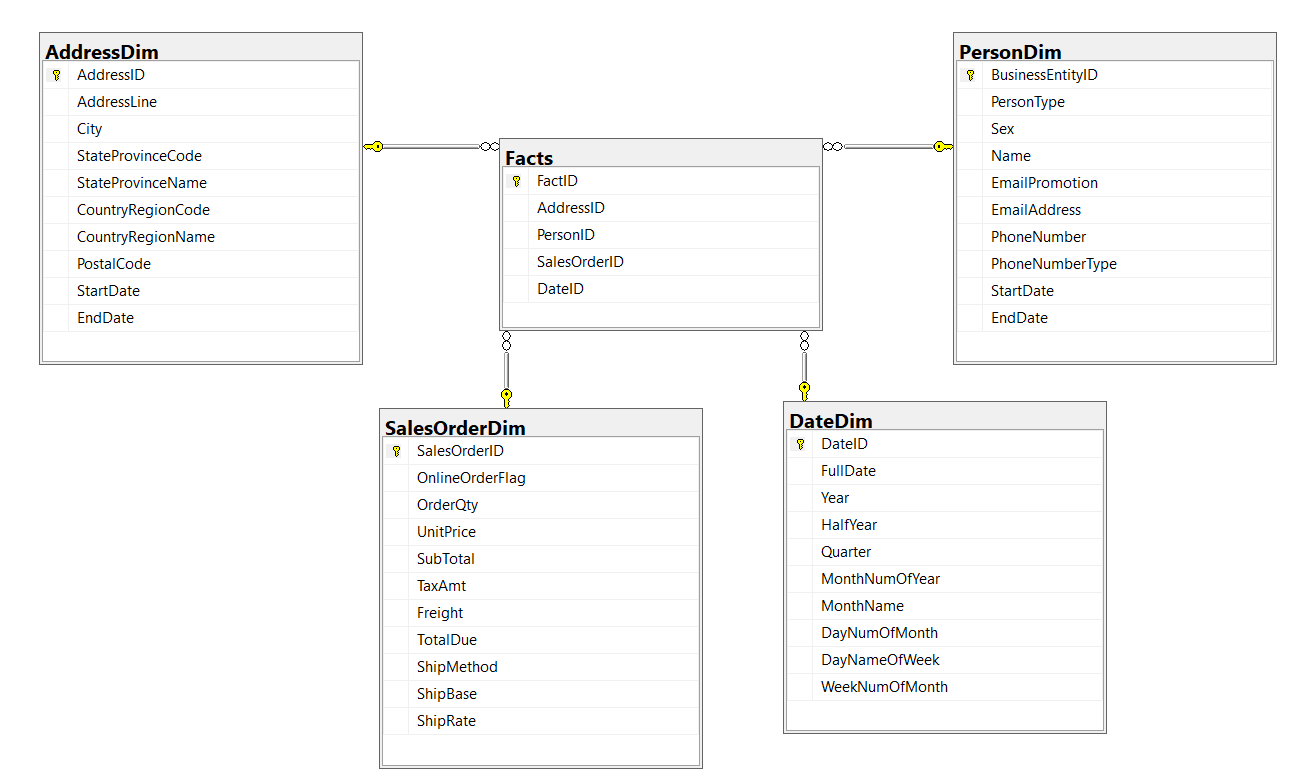 AddressDim
AddressID
AddressLine
City
StateProvinceCode
StateProvinceName
CountryRegionCode
CountryRegionName
PostalCode
StartDate
EndDate
Facts
FactID
AddressID
PersonID
SalesOrderID
DateID
PersonDim
BusinessEntityID
PersonType
Sex
Name
EmailPromotion
EmailAddress
PhoneNumber
PhoneNumberType
StartDate
EndDate
SalesOrderDim
SalesOrderID
OnlineOrderFlag
OrderQty
UnitPrice
SubTotal
TaxAmt
Freight
TotalDue
ShipMethod
ShipBase
ShipRate
DateDim
DateID
FullDate
Year
HalfYear
Quarter
MonthNumOfYear
MonthName
DayNumOfMonth
DayNameOfWeek
WeekNumOfMonth